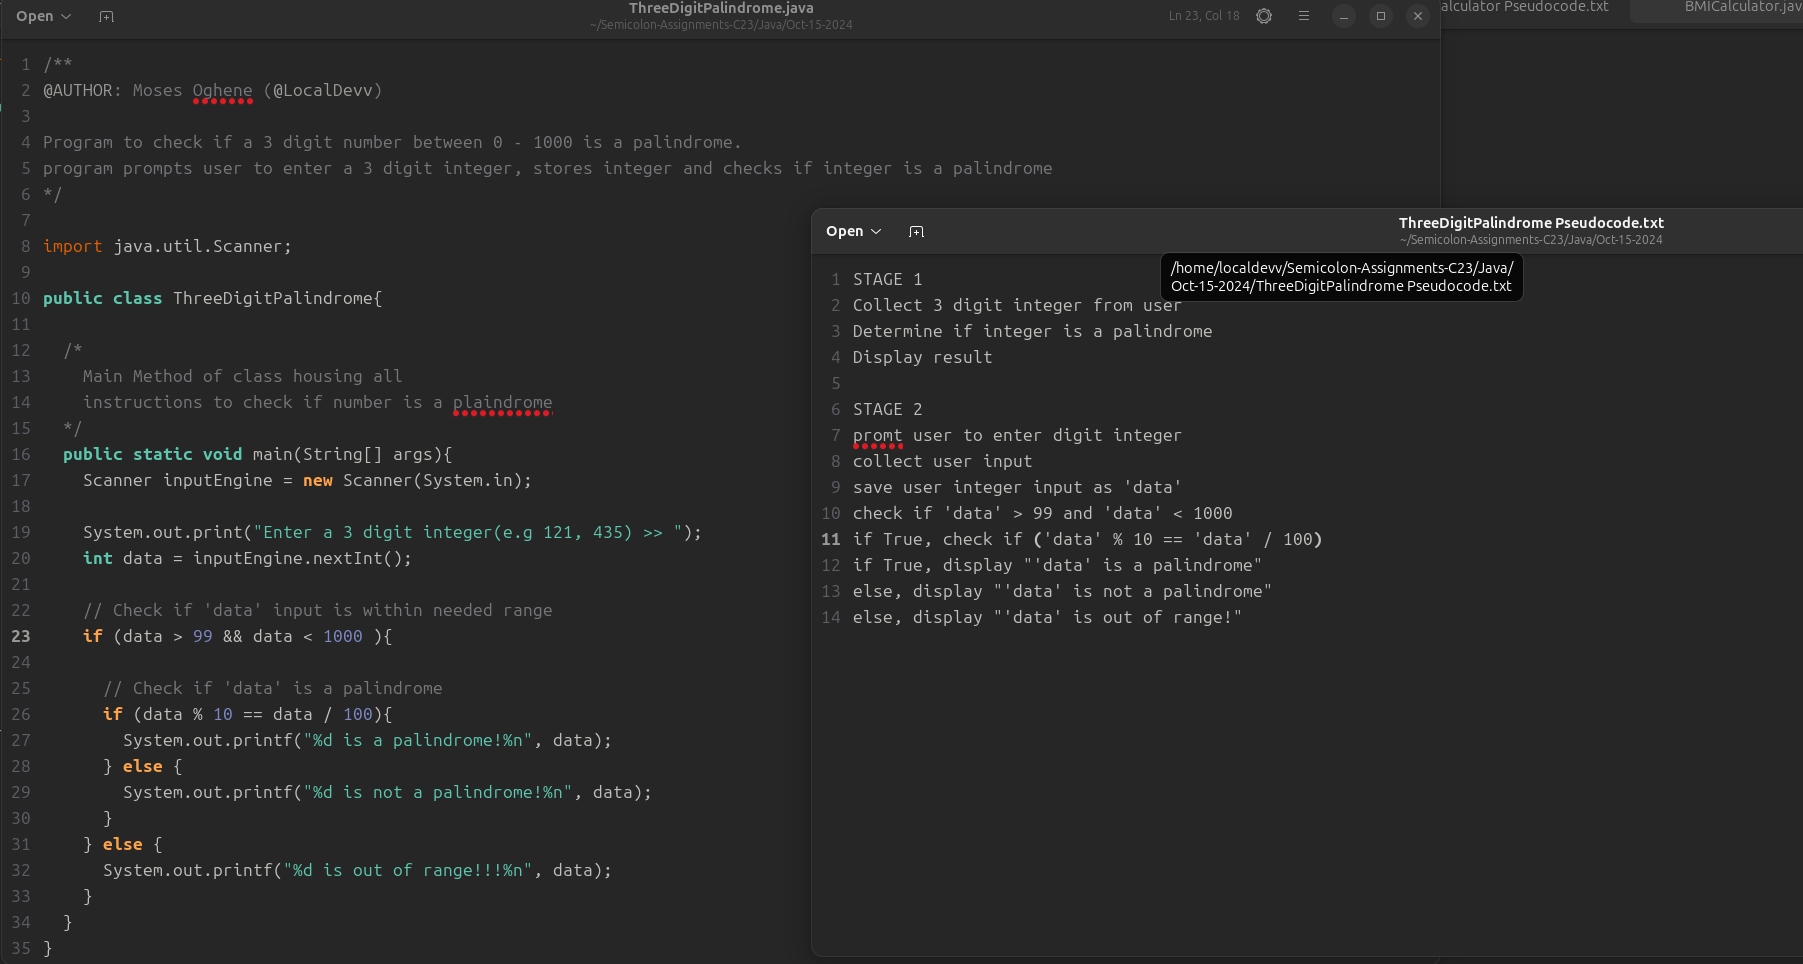 Open
ThreeDigitPalindrome.java
~/Semicolon-Assignments-C23/Java/Oct-15-2024
Ln 23, Col 18
alculator Pseudocode.txt
BMICalculator.jav
1 /**
2 @AUTHOR: Moses Oghene (@LocalDevv)
3
4 Program to check if a 3 digit number between 0 - 1000 is a palindrome.
5 program prompts user to enter a 3 digit integer, stores integer and checks if integer is a palindrome
6 */
7
8 import java.util.Scanner;
9
10 public class ThreeDigitPalindrome{
11
12 /*
13 Main Method of class housing all
14 instructions to check if number is a plaindrome
15 */
16 public static void main(String[] args){
17 Scanner inputEngine = new Scanner(System.in);
18
19 System.out.print("Enter a 3 digit integer(e.g 121, 435) >> ");
20 int data = inputEngine.nextInt();
21
22 // Check if 'data' input is within needed range
23 if (data > 99 && data < 1000 ){
24
25 // Check if 'data' is a palindrome
26 if (data % 10 == data / 100){
27 System.out.printf("%d is a palindrome!%n", data);
28 } else {
29 System.out.printf("%d is not a palindrome!%n", data);
30 }
31 } else {
32 System.out.printf("%d is out of range!!!%n", data);
33 }
34 }
35 }
Open
ThreeDigitPalindrome Pseudocode.txt
~/Semicolon-Assignments-C23/Java/Oct-15-2024
/home/localdevv/Semicolon-Assignments-C23/Java/
Oct-15-2024/ThreeDigitPalindrome Pseudocode.txt
1 STAGE 1
2 Collect 3 digit integer from user
3 Determine if integer is a palindrome
4 Display result
5
6 STAGE 2
7 promt user to enter digit integer
8 collect user input
9 save user integer input as 'data'
10 check if 'data' > 99 and 'data' < 1000
11 if True, check if ('data' % 10 == 'data' / 100)
12 if True, display "'data' is a palindrome"
13 else, display "'data' is not a palindrome"
14 else, display "'data' is out of range!"